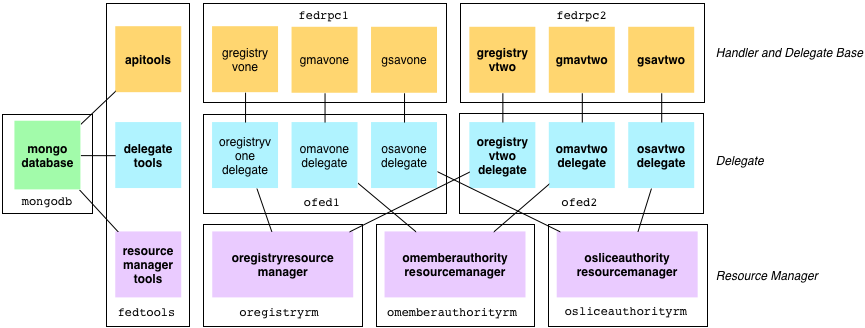 fedrpc1
fedrpc2
apitools
gregistry
vone
gmavone
gsavone
gregistry
vtwo
gmavtwo
gsavtwo
Handler and Delegate Base
mongo
database
mongodb
delegate
tools
oregistryv
one
delegate
omavone
delegate
osavone
delegate
ofed1
oregistry
vtwo
delegate
omavtwo
delegate
osavtwo
delegate
ofed2
Delegate
resource
manager
tools
fedtools
oregistryresource
manager
oregistryrm
omemberauthority
resourcemanager
omemberauthorityrm
osliceauthority
resourcemanager
osliceauthorityrm
Resource Manager